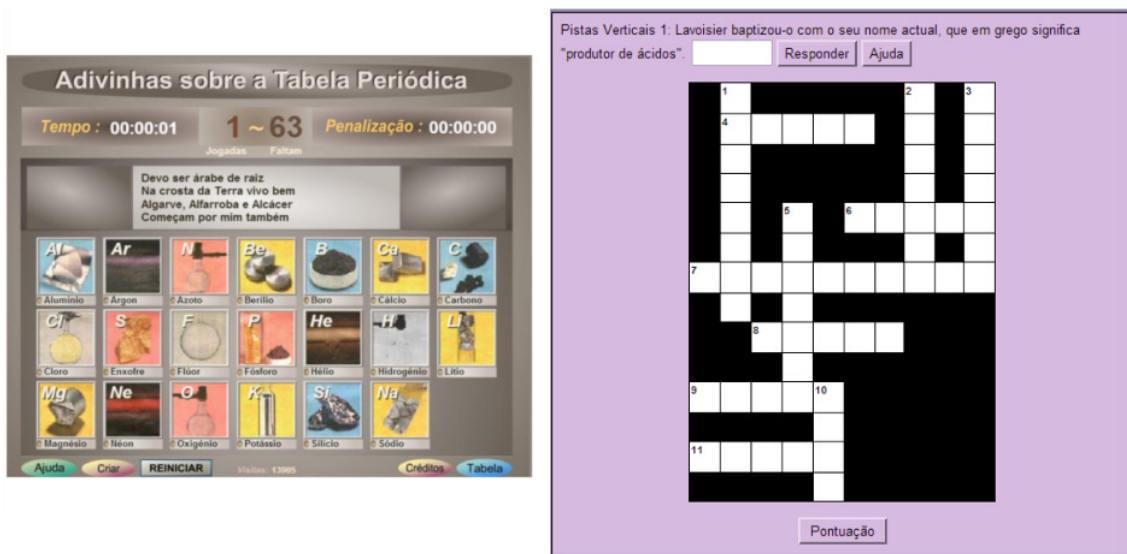 Adivinhas sobre a Tabela Periódica
Tempo : 00:00:01
1 ~ 63
Jogadas Faltam
Penalização : 00:00:00
Devo ser árabe de raiz
Na crosta da Terra vivo bem
Algarve, Alfarroba e Alcácer
Começam por mim também
Al Ar N Be B Ca C
Alumínio Árgon Azoto Berílio Boro Cálcio Carbono
Cl S F P He H Li
Cloro Enxofre Flúor Fósforo Hélio Hidrogénio Lítio
Mg Ne O K Si Na
Magnésio Néon Oxigénio Potássio Silício Sódio
Ajuda Criar REINICIAR Visitas: 13965 Créditos Tabela
Pistas Verticais 1: Lavoisier baptizou-o com o seu nome actual, que em grego significa
"produtor de ácidos". Responder Ajuda
1 2 3
4
5 6
7
8
9 10
11
Pontuação